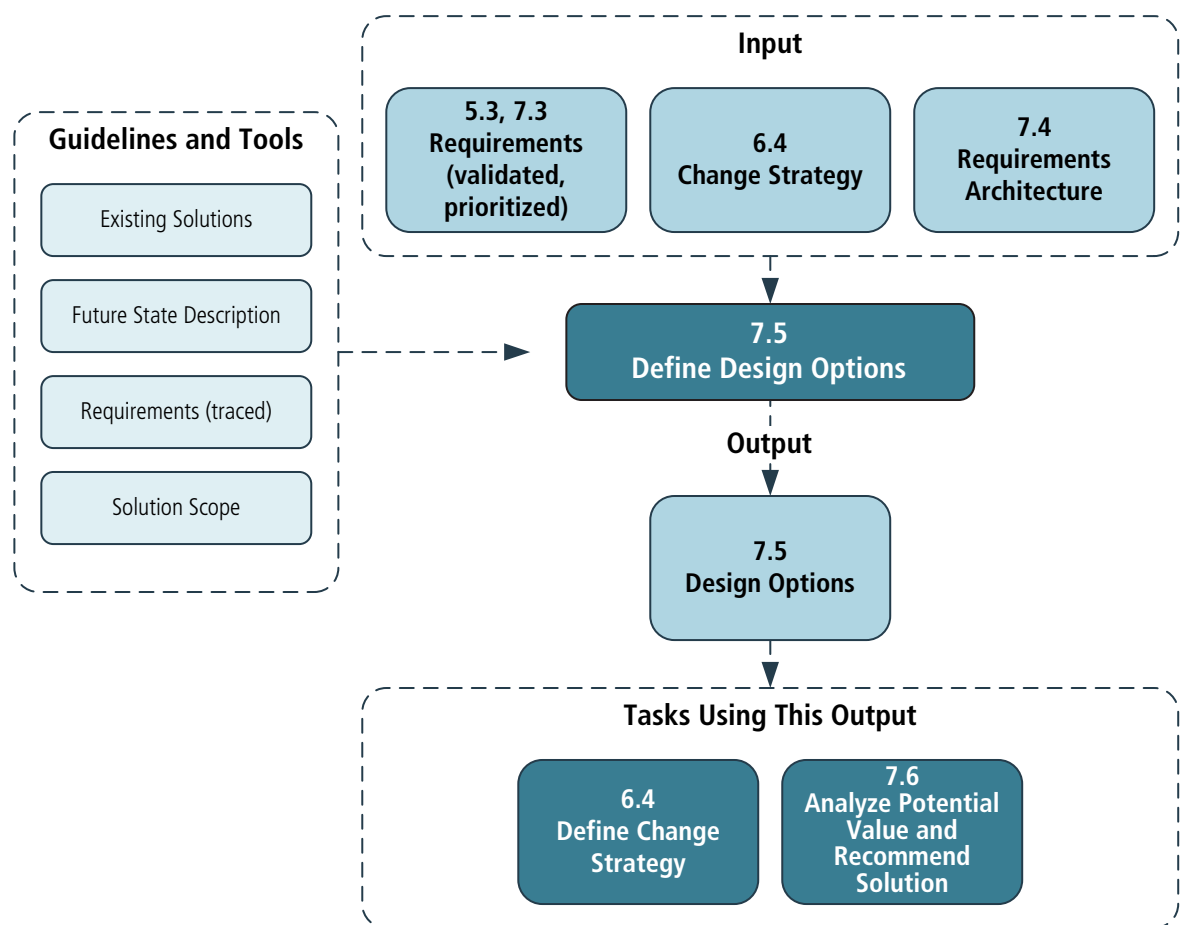 Input
5.3, 7.3
Requirements
(validated,
prioritized)
6.4
Change Strategy
7.4
Requirements
Architecture
Guidelines and Tools
Existing Solutions
Future State Description
Requirements (traced)
Solution Scope
7.5
Define Design Options
Output
7.5
Design Options
Tasks Using This Output
6.4
Define Change
Strategy
7.6
Analyze Potential
Value and
Recommend
Solution